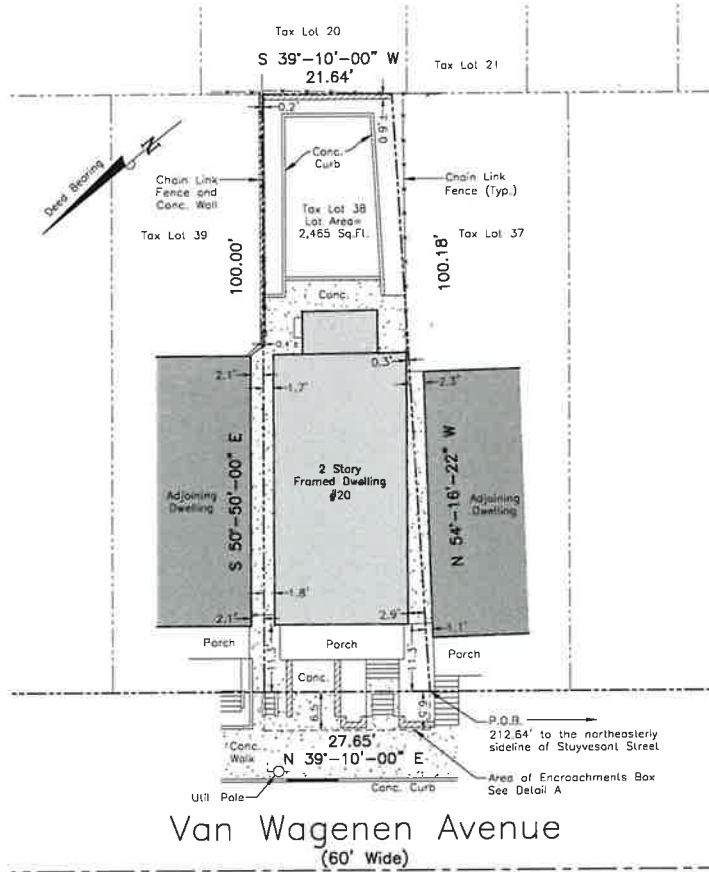 Tax Lot 20
S 39°-10'-00" W
21.64'
Tax Lot 21
0.2'
0.9'
N
Deed Bearing
Conc.
Curb
Chain Link
Fence and
Conc. Wall
Chain Link
Fence (Typ.)
Tax Lot 38
Lot Area=
2,465 Sq.Ft.
Tax Lot 39
Tax Lot 37
100.00'
100.18'
Conc.
0.4'
0.3'
2.1'
1.7'
2.3'
S 50°-50'-00" E
N 54°-16'-22" W
2 Story
Framed Dwelling
#20
Adjoining
Dwelling
Adjoining
Dwelling
1.8'
2.9'
2.1'
1.1'
Porch
11.3'
Porch
11.3'
Porch
Conc.
6.5'
5.9'
P.O.B.
212.64' to the northeasterly
sideline of Stuyvesant Street
27.65'
N 39°-10'-00" E
Conc.
Walk
Area of Encroachments Box
See Detail A
Util Pole
Conc. Curb
Van Wagenen Avenue
(60' Wide)